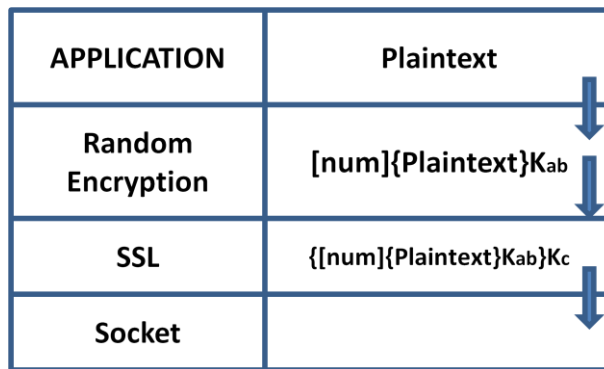 APPLICATION
Plaintext
Random
Encryption
[num]{Plaintext}Kab
SSL
{[num]{Plaintext}Kab}Kc
Socket